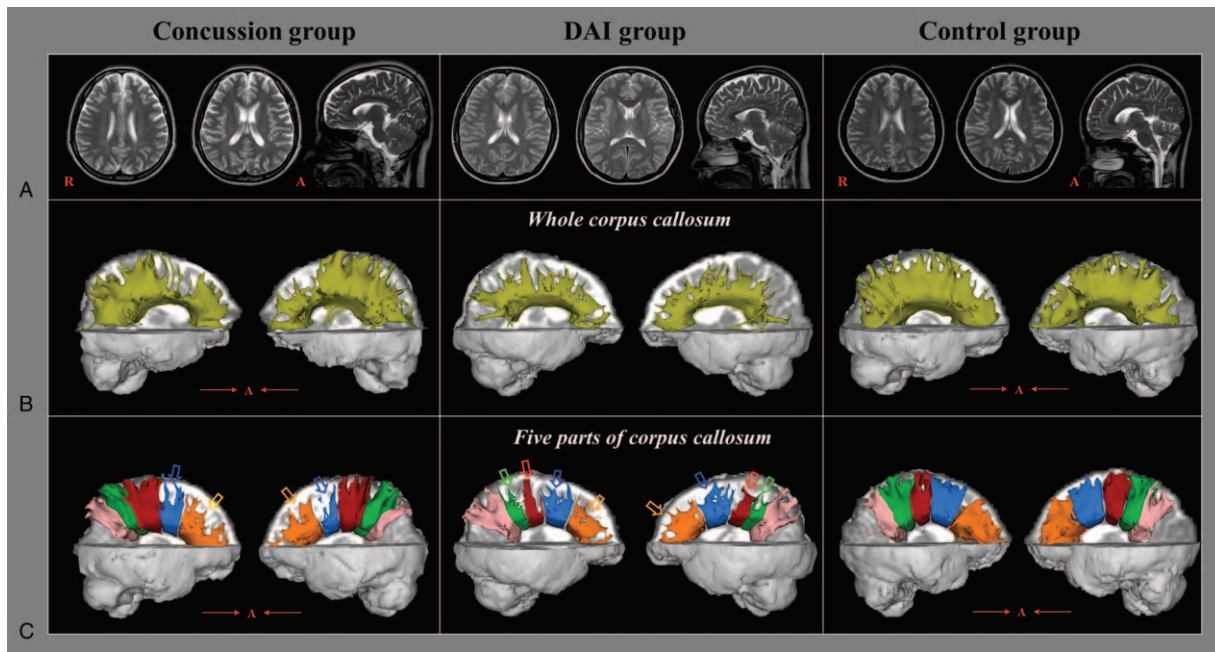 Concussion group DAI group Control group
A
R A R A
Whole corpus callosum
A A
B
Five parts of corpus callosum
A A
C